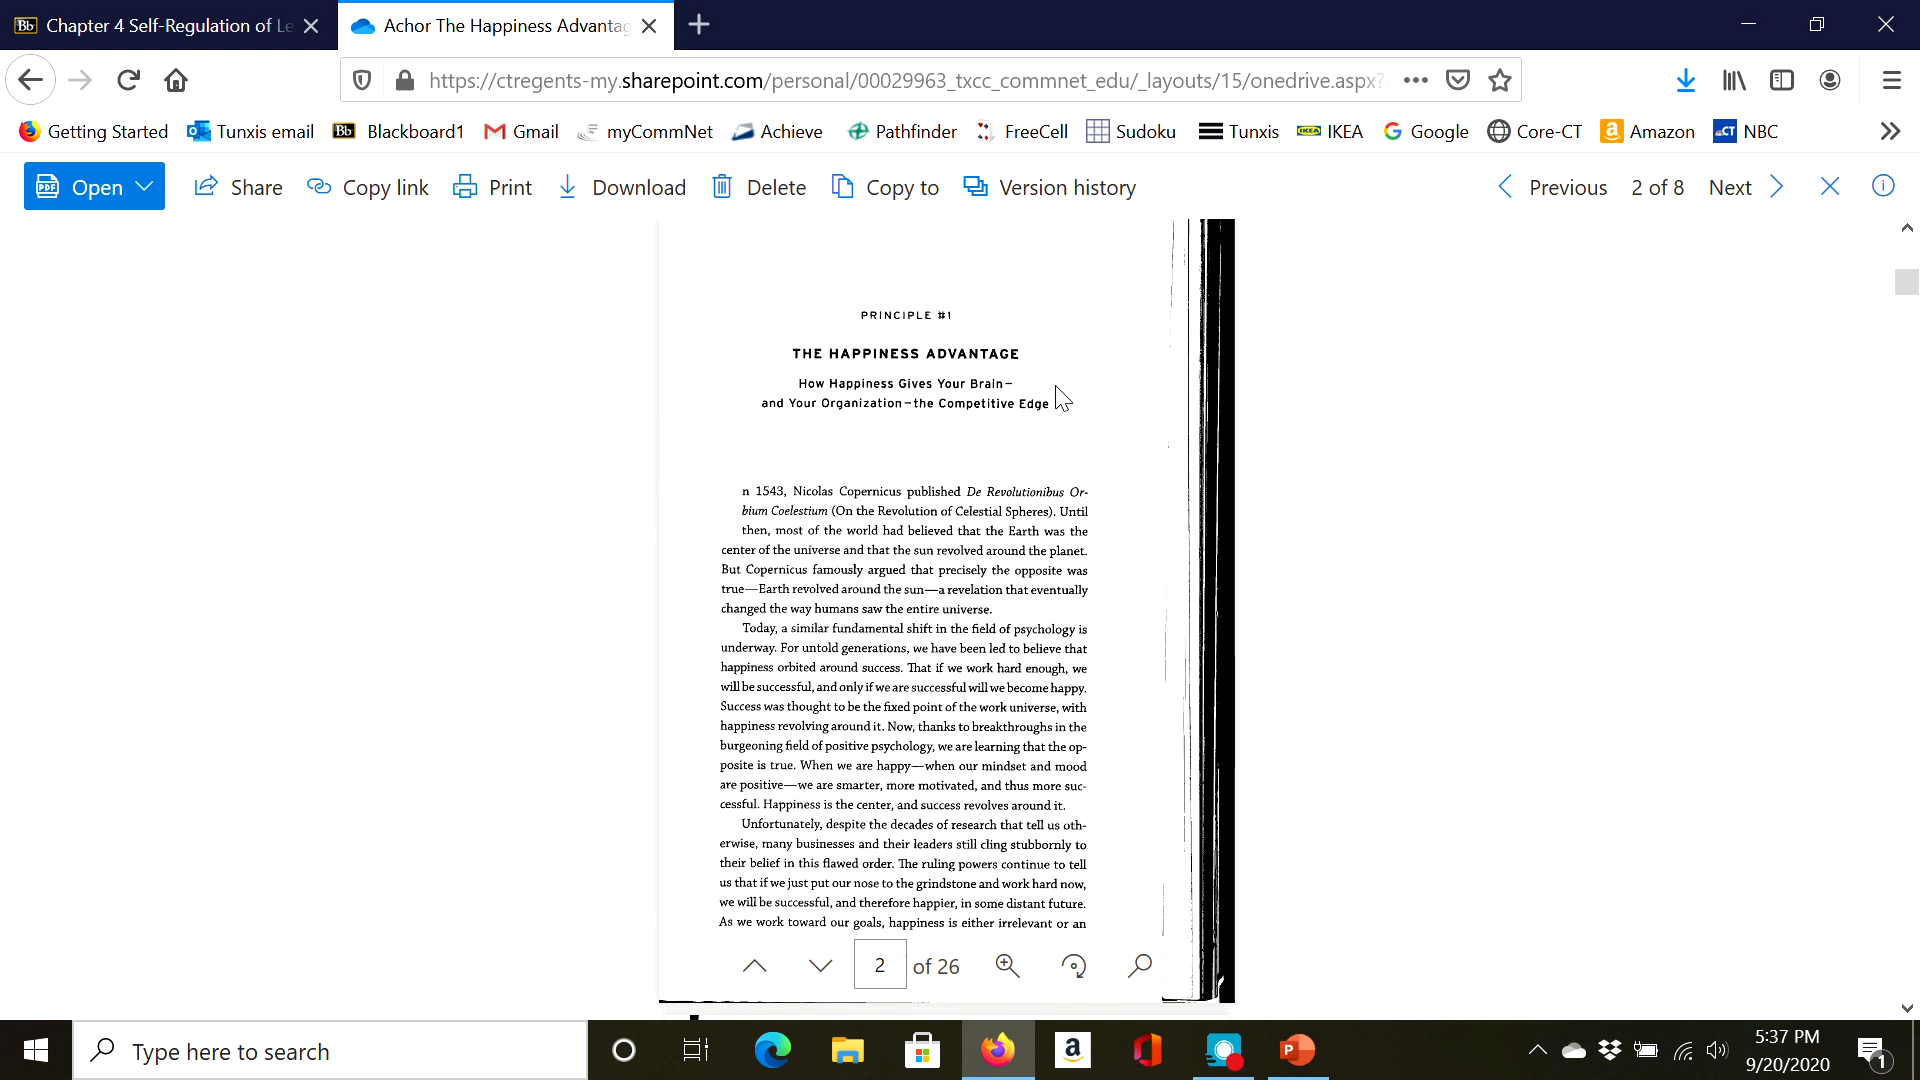 Chapter 4 Self-Regulation of Le
Achor The Happiness Advantag
https://ctregents-my.sharepoint.com/personal/00029963_txcc_commnet_edu/_layouts/15/onedrive.aspx?
Getting Started Tunxis email Bb Blackboard1 Gmail myCommNet Achieve Pathfinder FreeCell Sudoku Tunxis IKEA Google Core-CT Amazon NBC
Open Share Copy link Print Download Delete Copy to Version history Previous 2 of 8 Next
PRINCIPLE #1
THE HAPPINESS ADVANTAGE
How Happiness Gives Your Brain—
and Your Organization—the Competitive Edge
n 1543, Nicolas Copernicus published De Revolutionibus Or-
bium Coelestium (On the Revolution of Celestial Spheres). Until
then, most of the world had believed that the Earth was the
center of the universe and that the sun revolved around the planet.
But Copernicus famously argued that precisely the opposite was
true—Earth revolved around the sun—a revelation that eventually
changed the way humans saw the entire universe.
Today, a similar fundamental shift in the field of psychology is
underway. For untold generations, we have been led to believe that
happiness orbited around success. That if we work hard enough, we
will be successful, and only if we are successful will we become happy.
Success was thought to be the fixed point of the work universe, with
happiness revolving around it. Now, thanks to breakthroughs in the
burgeoning field of positive psychology, we are learning that the op-
posite is true. When we are happy—when our mindset and mood
are positive—we are smarter, more motivated, and thus more suc-
cessful. Happiness is the center, and success revolves around it.
Unfortunately, despite the decades of research that tell us oth-
erwise, many businesses and their leaders still cling stubbornly to
their belief in this flawed order. The ruling powers continue to tell
us that if we just put our nose to the grindstone and work hard now,
we will be successful, and therefore happier, in some distant future.
As we work toward our goals, happiness is either irrelevant or an
2 of 26
Type here to search
5:37 PM
9/20/2020
1